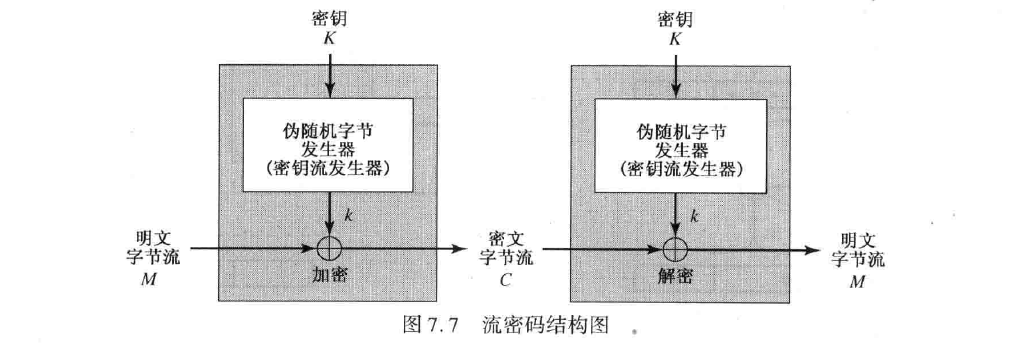 密钥
K
伪随机字节
发生器
(密钥流发生器)
k
明文
字节流
M
加密
密文
字节流
C
密钥
K
伪随机字节
发生器
(密钥流发生器)
k
解密
明文
字节流
M
图7.7 流密码结构图